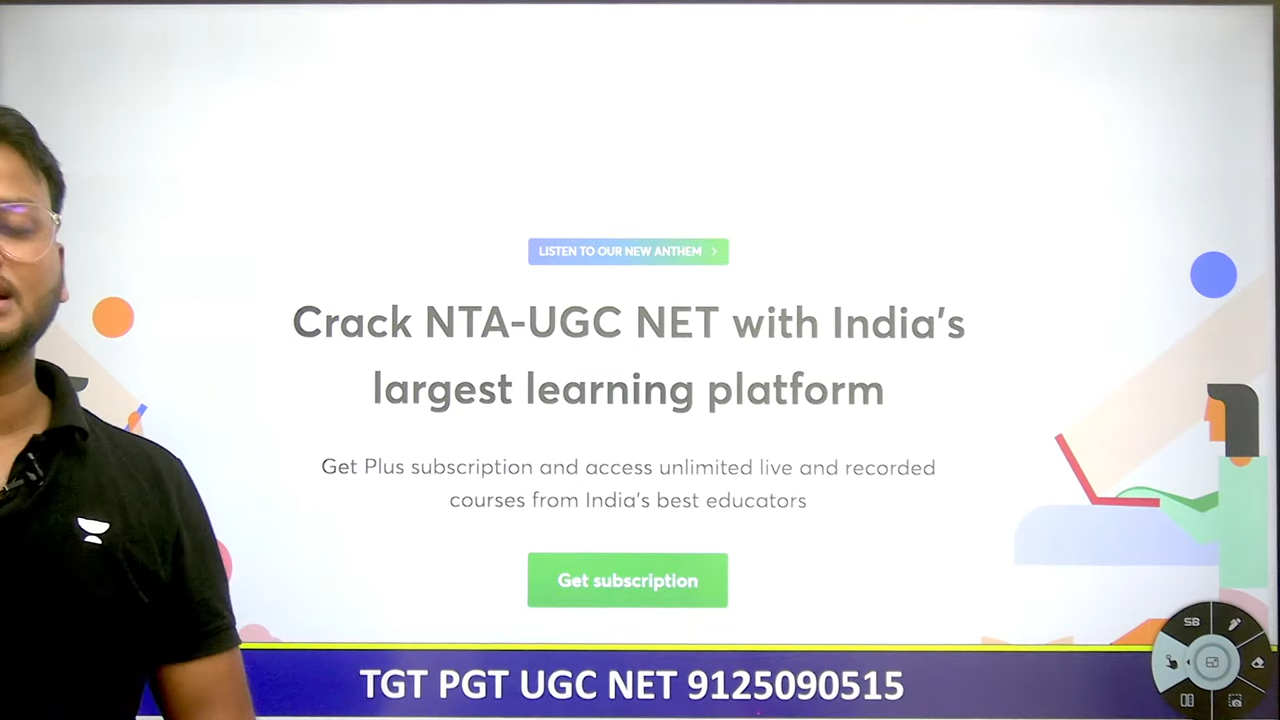 LISTEN TO OUR NEW ANTHEM
Crack NTA-UGC NET with India's
largest learning platform
Get Plus subscription and access unlimited live and recorded
courses from India's best educators
Get subscription
SB
TGT PGT UGC NET 9125090515